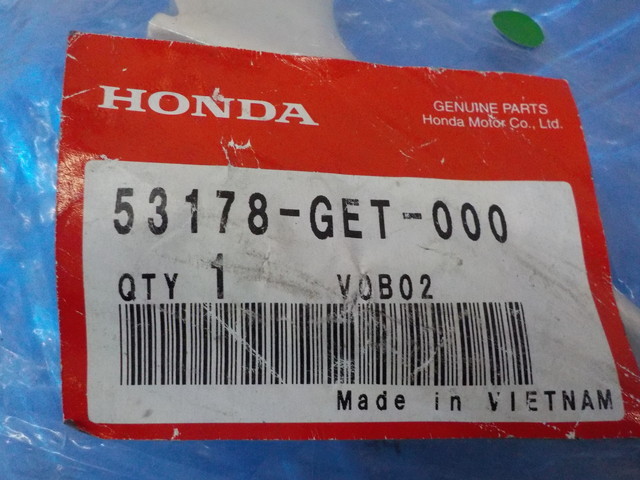 HONDA
GENUINE PARTS
Honda Motor Co., Ltd.
53178-GET-000
QTY 1 V0B02
Made in VIETNAM